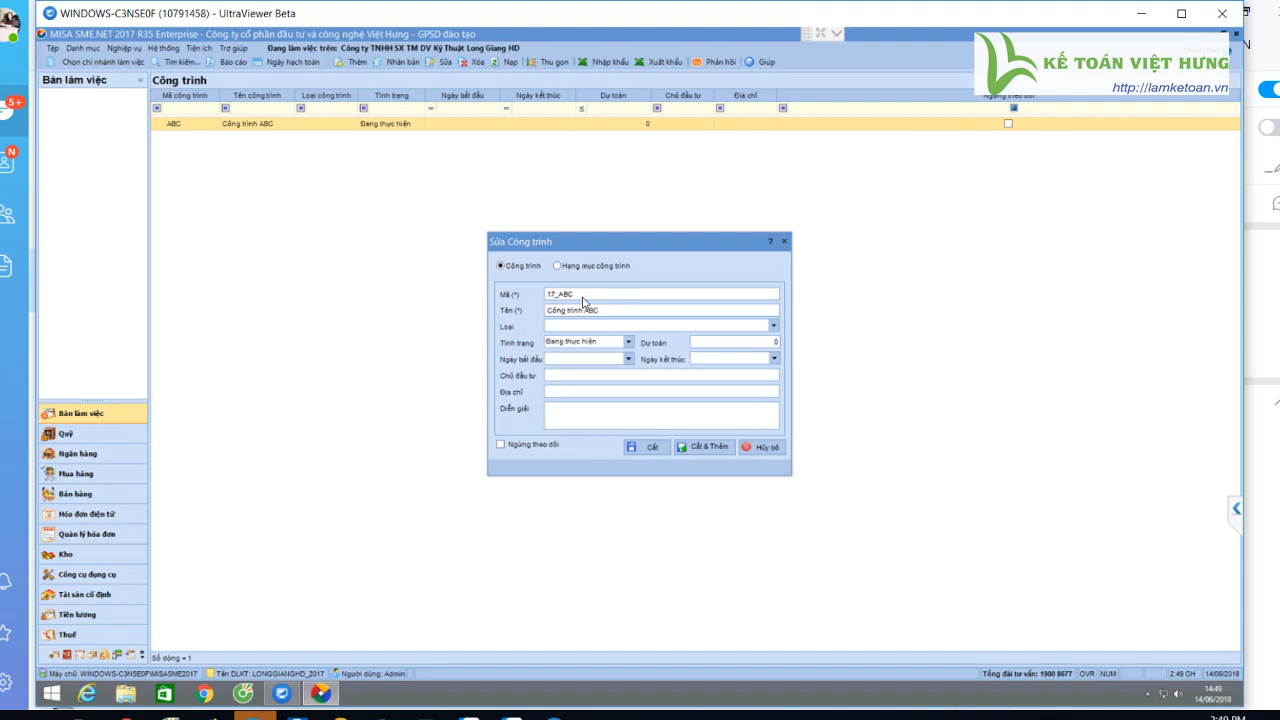 WINDOWS-C3NSE0F (10791458) - UltraViewer Beta
MISA SME.NET 2017 R35 Enterprise - Công ty cổ phần đầu tư và công nghệ Việt Hưng - GPSD đào tạo
Tệp Danh mục Nghiệp vụ Hệ thống Tiện ích Trợ giúp Đang làm việc trên: Công ty TNHH SX TM DV Kỹ Thuật Long Giang HD
Chọn chi nhánh làm việc Tìm kiếm... Báo cáo Ngày hạch toán Thêm Nhân bản Sửa Xóa Nạp Thu gọn Nhập khẩu Xuất khẩu Phản hồi Giúp
KẾ TOÁN VIỆT HƯNG
http://lamketoan.vn
5+
N
Bàn làm việc «
Công trình
Mã công trình Tên công trình Loại công trình Tình trạng Ngày bắt đầu Ngày kết thúc Dự toán Chủ đầu tư Địa chỉ
= = ≤
ABC Công trình ABC Đang thực hiện 0
Sửa Công trình ? ×
Công trình Hạng mục công trình
Mã (*) 17_ABC
Tên (*) Công trình ABC
Loại
Tình trạng Đang thực hiện Dự toán 0
Ngày bắt đầu Ngày kết thúc
Chủ đầu tư
Địa chỉ
Diễn giải
Ngừng theo dõi Cất Cất & Thêm Hủy bỏ
Bàn làm việc
Quỹ
Ngân hàng
Mua hàng
Bán hàng
Hóa đơn điện tử
Quản lý hóa đơn
Kho
Công cụ dụng cụ
Tài sản cố định
Tiền lương
Thuế
Số dòng = 1
Máy chủ: WINDOWS-C3NSE0F\MISASME2017 Tên DLKT: LONGGIANGHD_2017 Người dùng: Admin Tổng đài tư vấn: 1900 8677 OVR NUM 2:49 CH 14/06/2018
14:49
14/06/2018